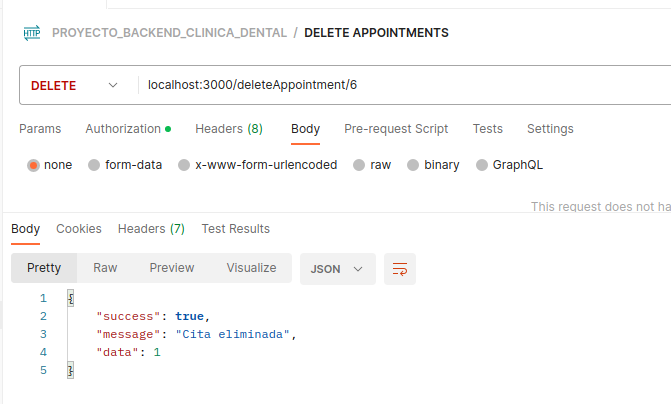 HTTP PROYECTO_BACKEND_CLINICA_DENTAL / DELETE APPOINTMENTS
DELETE localhost:3000/deleteAppointment/6
Params Authorization Headers (8) Body Pre-request Script Tests Settings
none form-data x-www-form-urlencoded raw binary GraphQL
This request does not ha
Body Cookies Headers (7) Test Results
Pretty Raw Preview Visualize JSON
1 {
2 "success": true,
3 "message": "Cita eliminada",
4 "data": 1
5 }